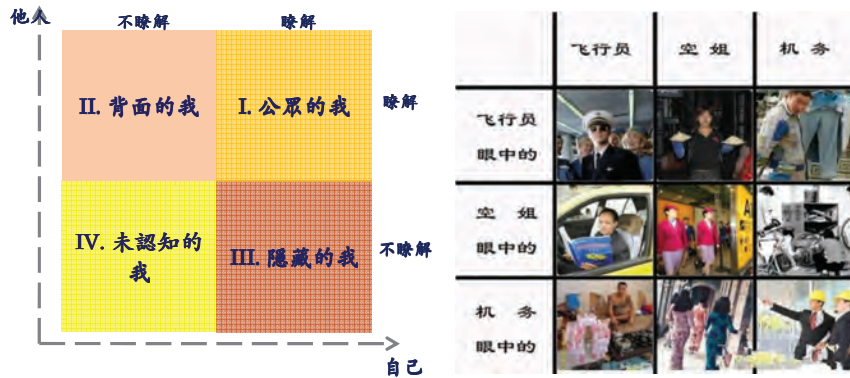 他人
不瞭解
瞭解
II. 背面的我
I. 公眾的我
瞭解
IV. 未認知的
我
III. 隱藏的我
不瞭解
自己
飞行员
空 姐
机 务
飞行员
眼中的
空 姐
眼中的
机 务
眼中的